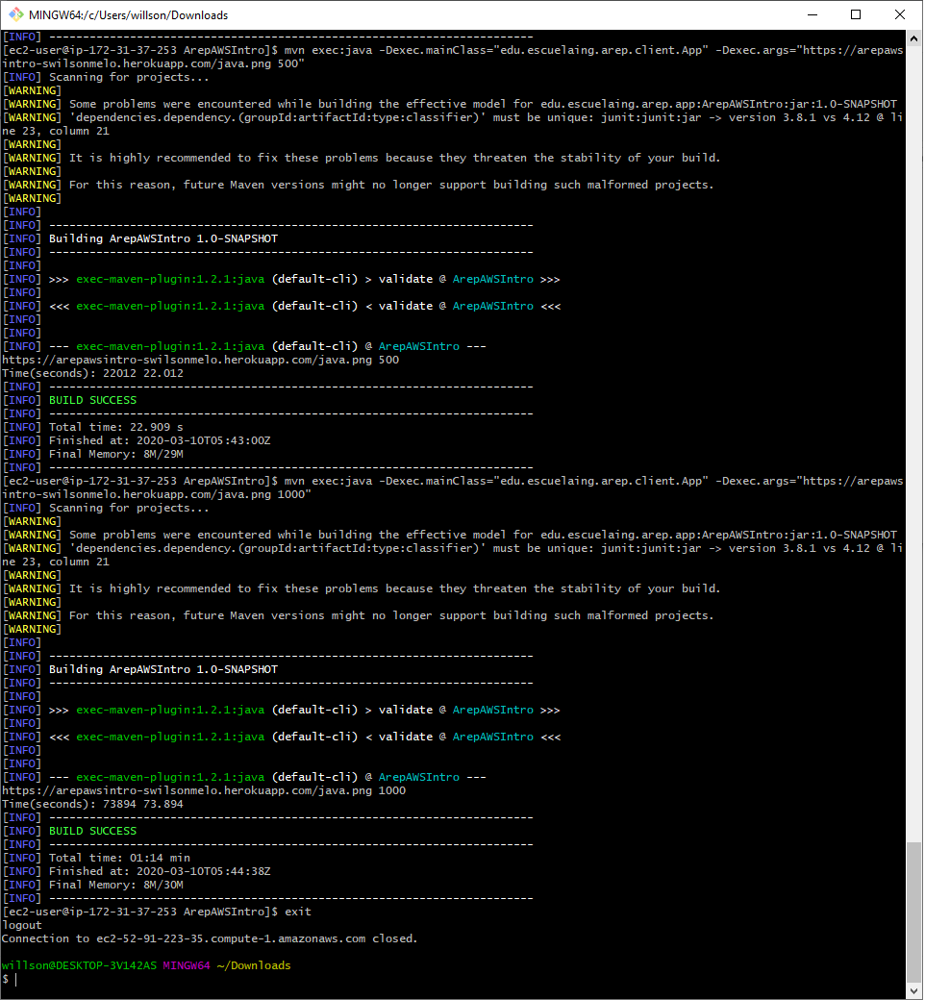 MINGW64:/c/Users/willson/Downloads
[INFO] ------------------------------------------------------------------------
[ec2-user@ip-172-31-37-253 ArepAWSIntro]$ mvn exec:java -Dexec.mainClass="edu.escuelaing.arep.client.App" -Dexec.args="https://arepaws
intro-swilsonmelo.herokuapp.com/java.png 500"
[INFO] Scanning for projects...
[WARNING]
[WARNING] Some problems were encountered while building the effective model for edu.escuelaing.arep.app:ArepAWSIntro:jar:1.0-SNAPSHOT
[WARNING] 'dependencies.dependency.(groupId:artifactId:type:classifier)' must be unique: junit:junit:jar -> version 3.8.1 vs 4.12 @ li
ne 23, column 21
[WARNING]
[WARNING] It is highly recommended to fix these problems because they threaten the stability of your build.
[WARNING]
[WARNING] For this reason, future Maven versions might no longer support building such malformed projects.
[WARNING]
[INFO]
[INFO] ------------------------------------------------------------------------
[INFO] Building ArepAWSIntro 1.0-SNAPSHOT
[INFO] ------------------------------------------------------------------------
[INFO]
[INFO] >>> exec-maven-plugin:1.2.1:java (default-cli) > validate @ ArepAWSIntro >>>
[INFO]
[INFO] <<< exec-maven-plugin:1.2.1:java (default-cli) < validate @ ArepAWSIntro <<<
[INFO]
[INFO]
[INFO] --- exec-maven-plugin:1.2.1:java (default-cli) @ ArepAWSIntro ---
https://arepawsintro-swilsonmelo.herokuapp.com/java.png 500
Time(seconds): 22012 22.012
[INFO] ------------------------------------------------------------------------
[INFO] BUILD SUCCESS
[INFO] ------------------------------------------------------------------------
[INFO] Total time: 22.909 s
[INFO] Finished at: 2020-03-10T05:43:00Z
[INFO] Final Memory: 8M/29M
[INFO] ------------------------------------------------------------------------
[ec2-user@ip-172-31-37-253 ArepAWSIntro]$ mvn exec:java -Dexec.mainClass="edu.escuelaing.arep.client.App" -Dexec.args="https://arepaws
intro-swilsonmelo.herokuapp.com/java.png 1000"
[INFO] Scanning for projects...
[WARNING]
[WARNING] Some problems were encountered while building the effective model for edu.escuelaing.arep.app:ArepAWSIntro:jar:1.0-SNAPSHOT
[WARNING] 'dependencies.dependency.(groupId:artifactId:type:classifier)' must be unique: junit:junit:jar -> version 3.8.1 vs 4.12 @ li
ne 23, column 21
[WARNING]
[WARNING] It is highly recommended to fix these problems because they threaten the stability of your build.
[WARNING]
[WARNING] For this reason, future Maven versions might no longer support building such malformed projects.
[WARNING]
[INFO]
[INFO] ------------------------------------------------------------------------
[INFO] Building ArepAWSIntro 1.0-SNAPSHOT
[INFO] ------------------------------------------------------------------------
[INFO]
[INFO] >>> exec-maven-plugin:1.2.1:java (default-cli) > validate @ ArepAWSIntro >>>
[INFO]
[INFO] <<< exec-maven-plugin:1.2.1:java (default-cli) < validate @ ArepAWSIntro <<<
[INFO]
[INFO]
[INFO] --- exec-maven-plugin:1.2.1:java (default-cli) @ ArepAWSIntro ---
https://arepawsintro-swilsonmelo.herokuapp.com/java.png 1000
Time(seconds): 73894 73.894
[INFO] ------------------------------------------------------------------------
[INFO] BUILD SUCCESS
[INFO] ------------------------------------------------------------------------
[INFO] Total time: 01:14 min
[INFO] Finished at: 2020-03-10T05:44:38Z
[INFO] Final Memory: 8M/30M
[INFO] ------------------------------------------------------------------------
[ec2-user@ip-172-31-37-253 ArepAWSIntro]$ exit
logout
Connection to ec2-52-91-223-35.compute-1.amazonaws.com closed.
willson@DESKTOP-3V142AS MINGW64 ~/Downloads
$